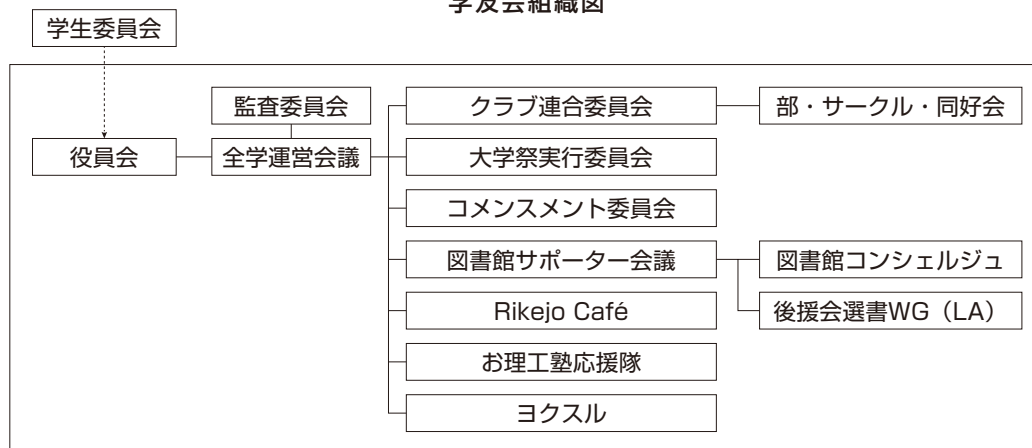 学友会組織図
学生委員会
監査委員会
クラブ連合委員会
部・サークル・同好会
役員会
全学運営会議
大学祭実行委員会
コメンスメント委員会
図書館サポーター会議
図書館コンシェルジュ
Rikejo Café
後援会選書WG（LA）
お理工塾応援隊
ヨクスル